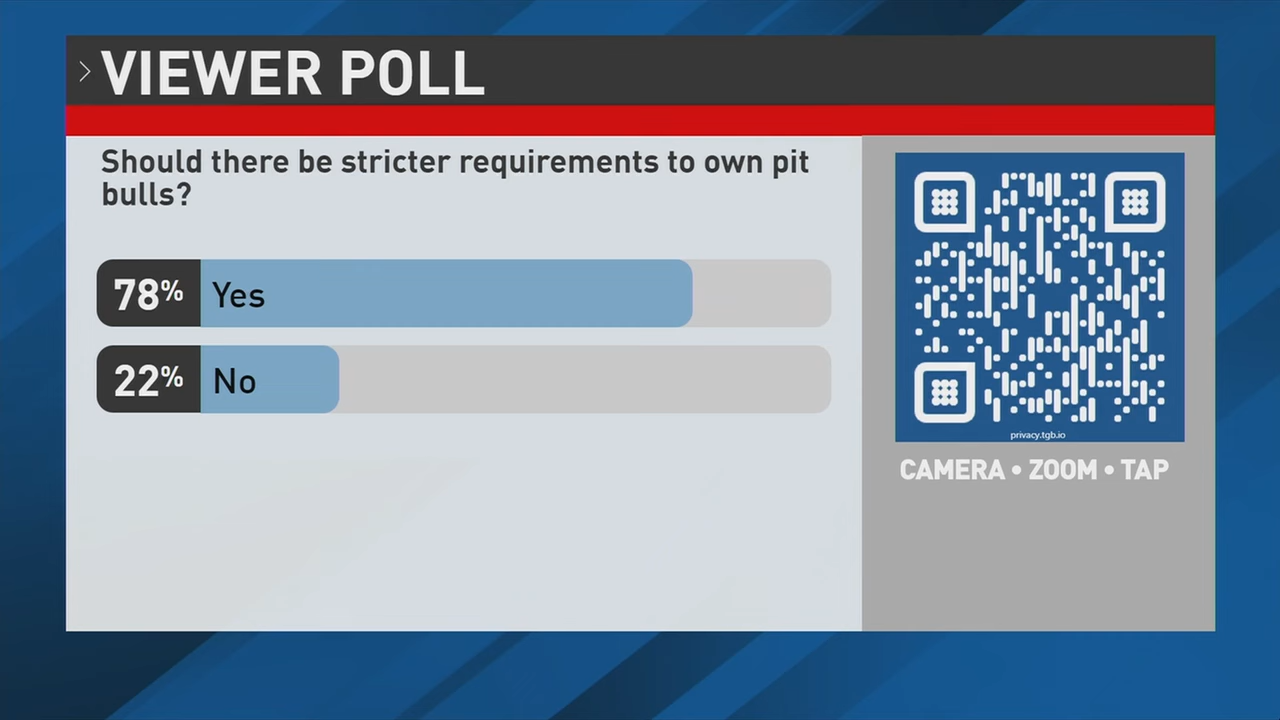 VIEWER POLL
Should there be stricter requirements to own pit
bulls?
78% Yes
22% No
privacy.tgb.io
CAMERA • ZOOM • TAP